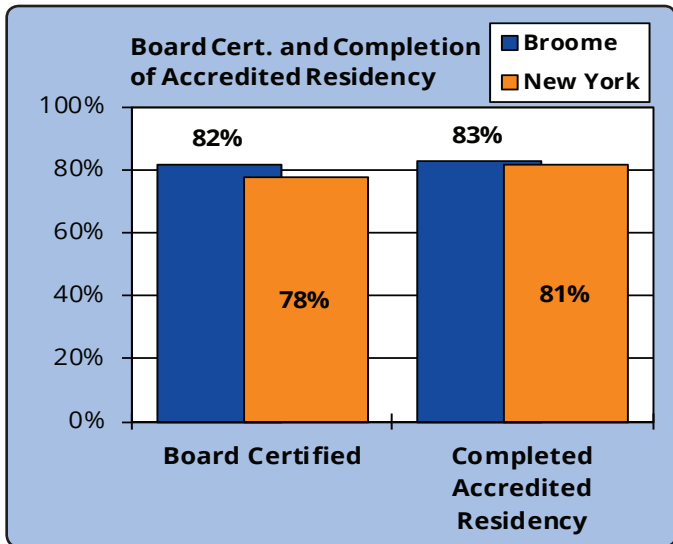 Board Cert. and Completion
of Accredited Residency
Broome
New York
100%
80%
60%
40%
20%
0%
82%
78%
83%
81%
Board Certified
Completed
Accredited
Residency